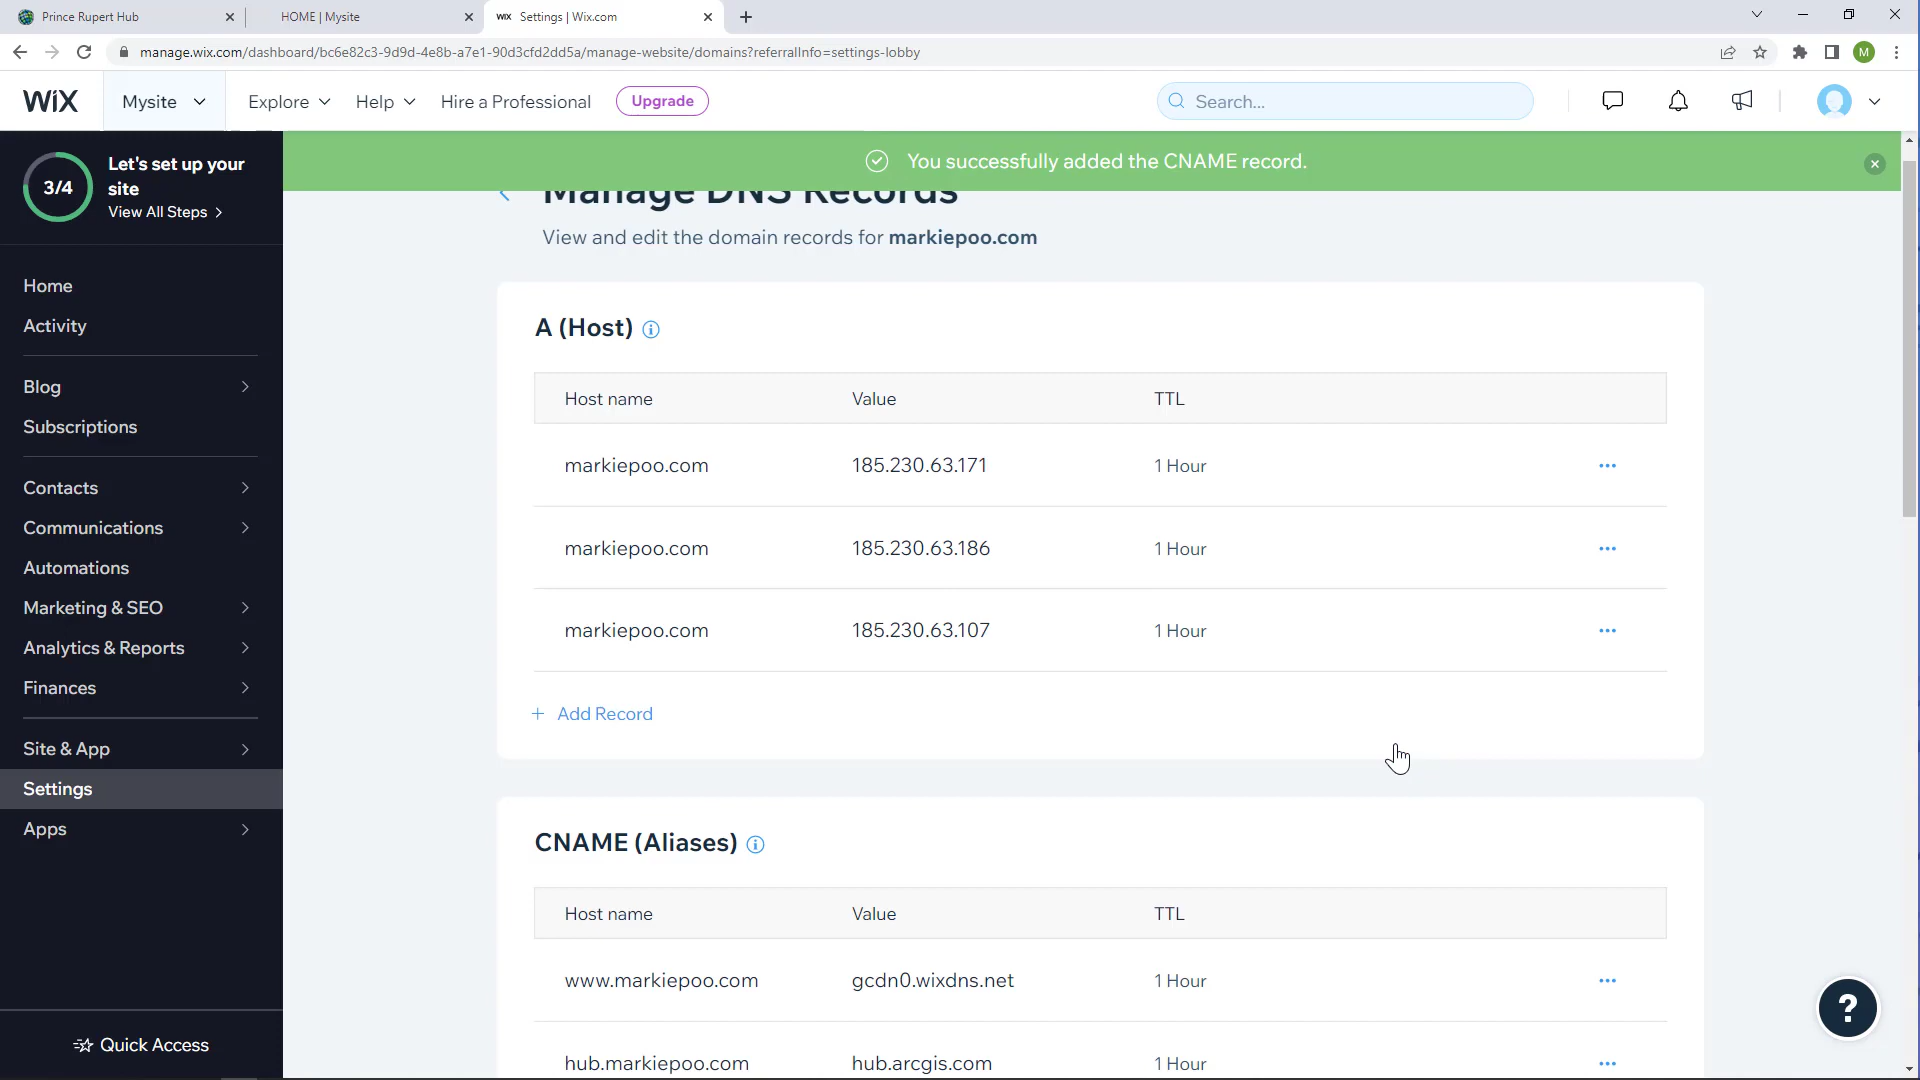 Prince Rupert Hub
HOME | Mysite
WiX Settings | Wix.com
manage.wix.com/dashboard/bc6e82c3-9d9d-4e8b-a7e1-90d3cfd2dd5a/manage-website/domains?referralInfo=settings-lobby
M
WiX
Mysite
Explore
Help
Hire a Professional
Upgrade
Search...
3/4
Let's set up your
site
View All Steps
You successfully added the CNAME record.
Manage DNS Records
View and edit the domain records for markiepoo.com
Home
Activity
Blog
Subscriptions
Contacts
Communications
Automations
Marketing & SEO
Analytics & Reports
Finances
Site & App
Settings
Apps
Quick Access
A (Host)
Host name Value TTL
markiepoo.com 185.230.63.171 1 Hour
markiepoo.com 185.230.63.186 1 Hour
markiepoo.com 185.230.63.107 1 Hour
+ Add Record
CNAME (Aliases)
Host name Value TTL
www.markiepoo.com gcdn0.wixdns.net 1 Hour
hub.markiepoo.com hub.arcgis.com 1 Hour
?